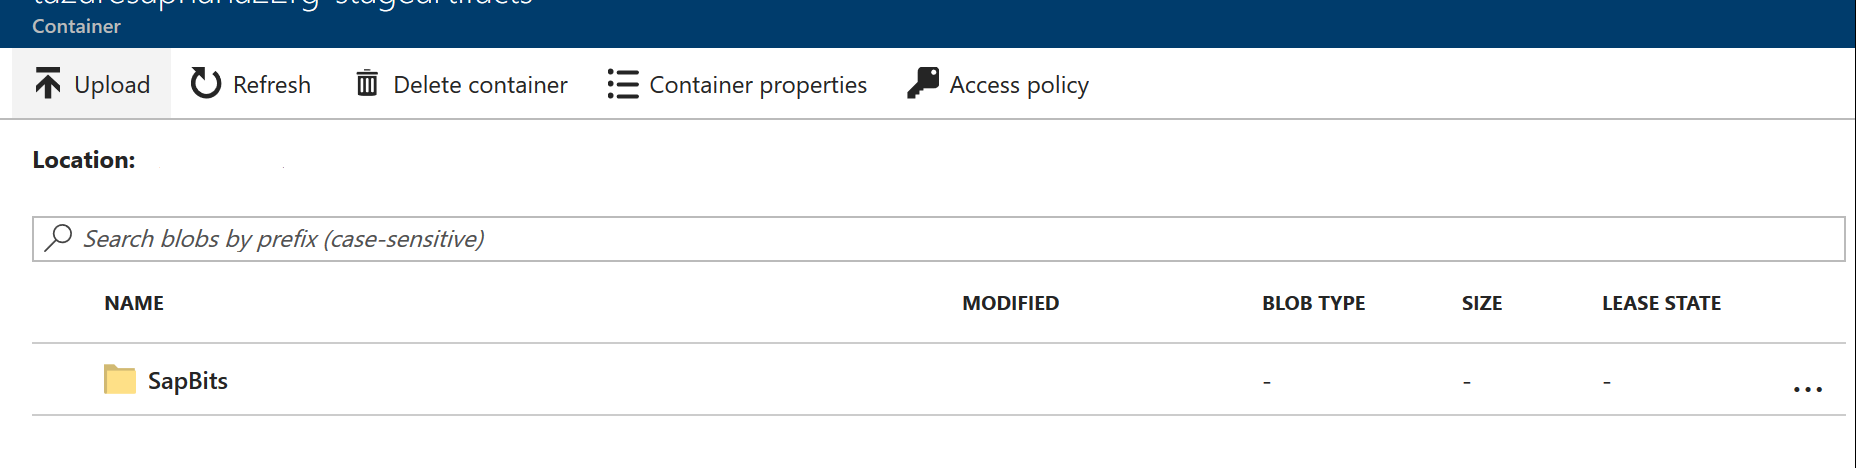 Container
Upload Refresh Delete container Container properties Access policy
Location:
Search blobs by prefix (case-sensitive)
NAME MODIFIED BLOB TYPE SIZE LEASE STATE
SapBits - - - ...